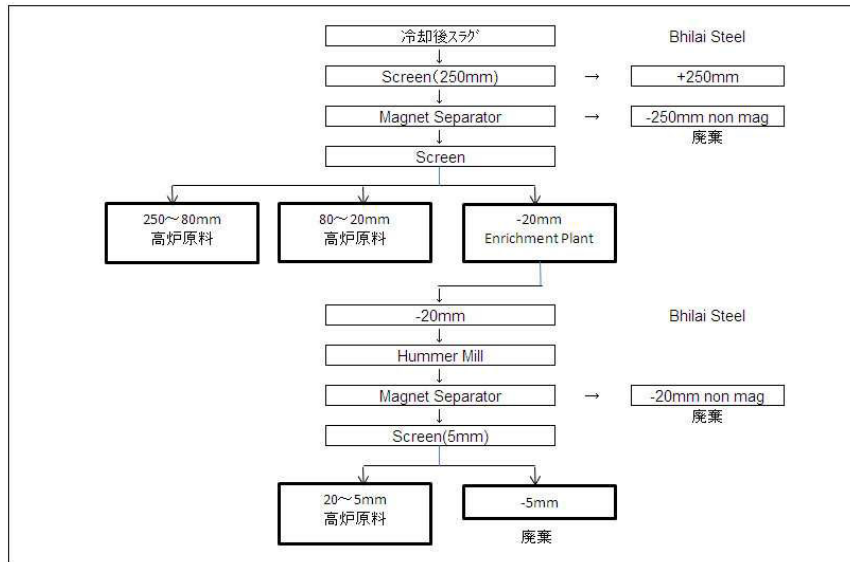 冷却後ｽﾗｸﾞ
Bhilai Steel
↓
Screen(250mm) → +250mm
↓
Magnet Separator → -250mm non mag
↓ 廃棄
Screen
250～80mm
高炉原料
80～20mm
高炉原料
-20mm
Enrichment Plant
↓
-20mm
Bhilai Steel
↓
Hummer Mill
↓
Magnet Separator → -20mm non mag
↓ 廃棄
Screen(5mm)
20～5mm
高炉原料
-5mm
廃棄